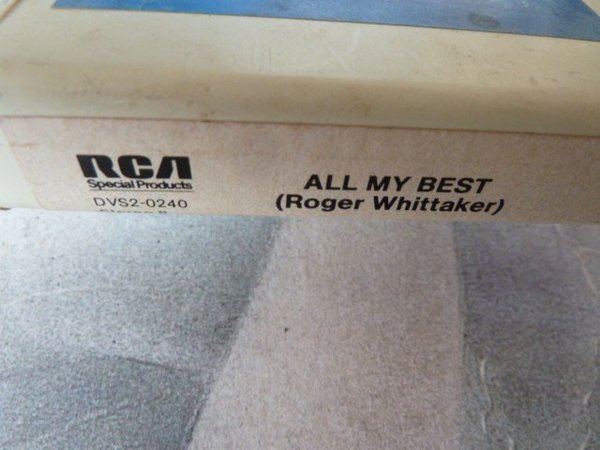 RCA
Special Products
DVS2-0240
ALL MY BEST
(Roger Whittaker)